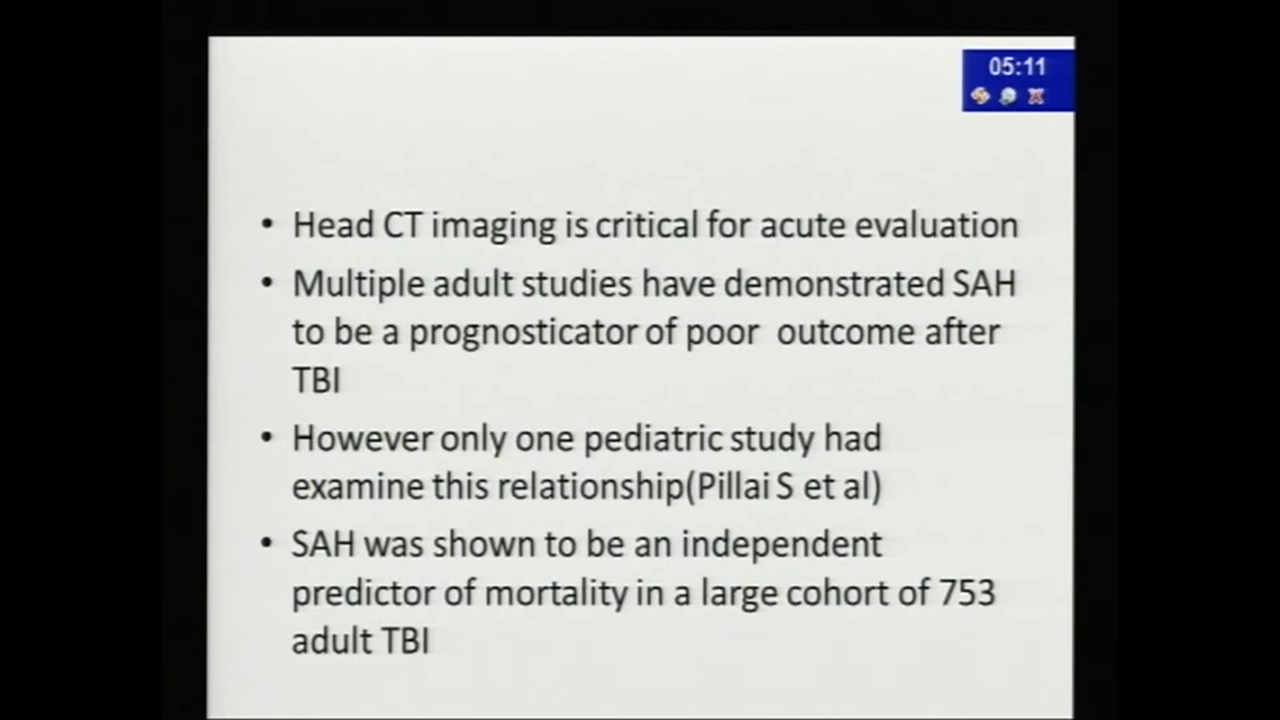 05:11
• Head CT imaging is critical for acute evaluation
• Multiple adult studies have demonstrated SAH
to be a prognosticator of poor outcome after
TBI
• However only one pediatric study had
examine this relationship(Pillai S et al)
• SAH was shown to be an independent
predictor of mortality in a large cohort of 753
adult TBI